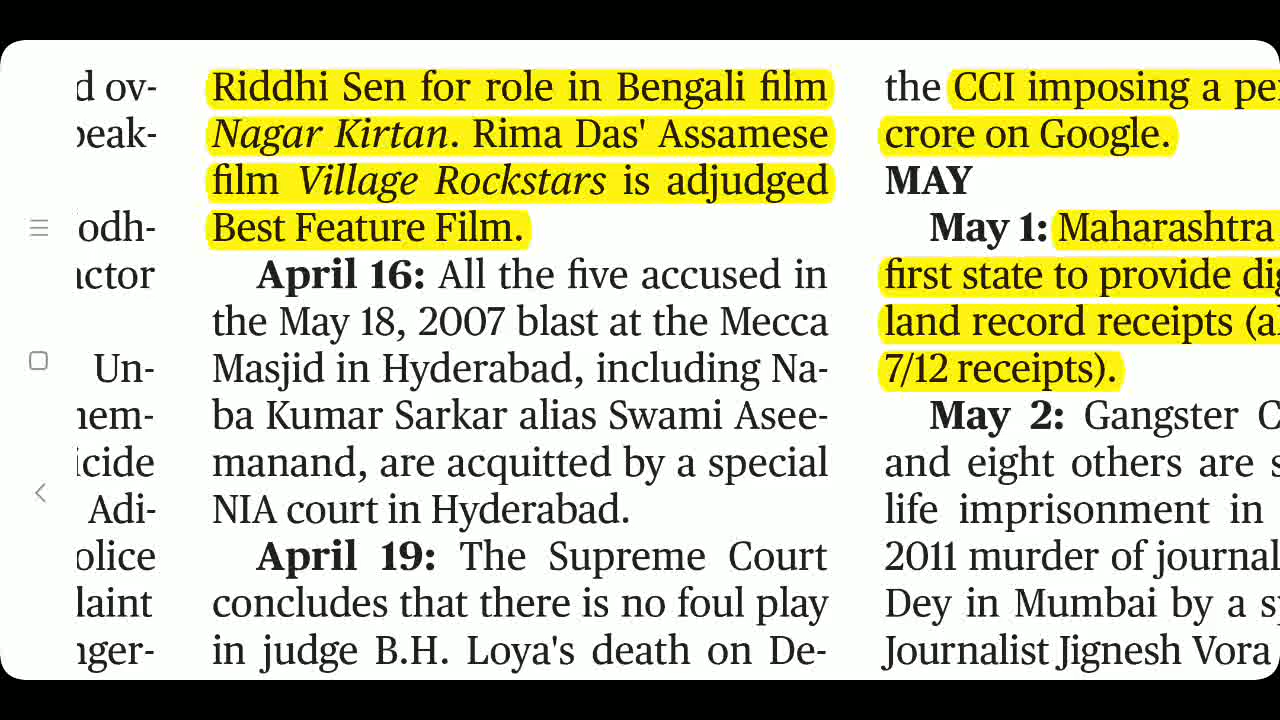 d ov-
peak-
odh-
actor
Un-
nem-
icide
Adi-
olice
laint
nger-
Riddhi Sen for role in Bengali film
Nagar Kirtan. Rima Das' Assamese
film Village Rockstars is adjudged
Best Feature Film.
April 16: All the five accused in
the May 18, 2007 blast at the Mecca
Masjid in Hyderabad, including Na-
ba Kumar Sarkar alias Swami Asee-
manand, are acquitted by a special
NIA court in Hyderabad.
April 19: The Supreme Court
concludes that there is no foul play
in judge B.H. Loya's death on De-
the CCI imposing a pe
crore on Google.
MAY
May 1: Maharashtra
first state to provide dig
land record receipts (al
7/12 receipts).
May 2: Gangster C
and eight others are s
life imprisonment in
2011 murder of journal
Dey in Mumbai by a sp
Journalist Jignesh Vora